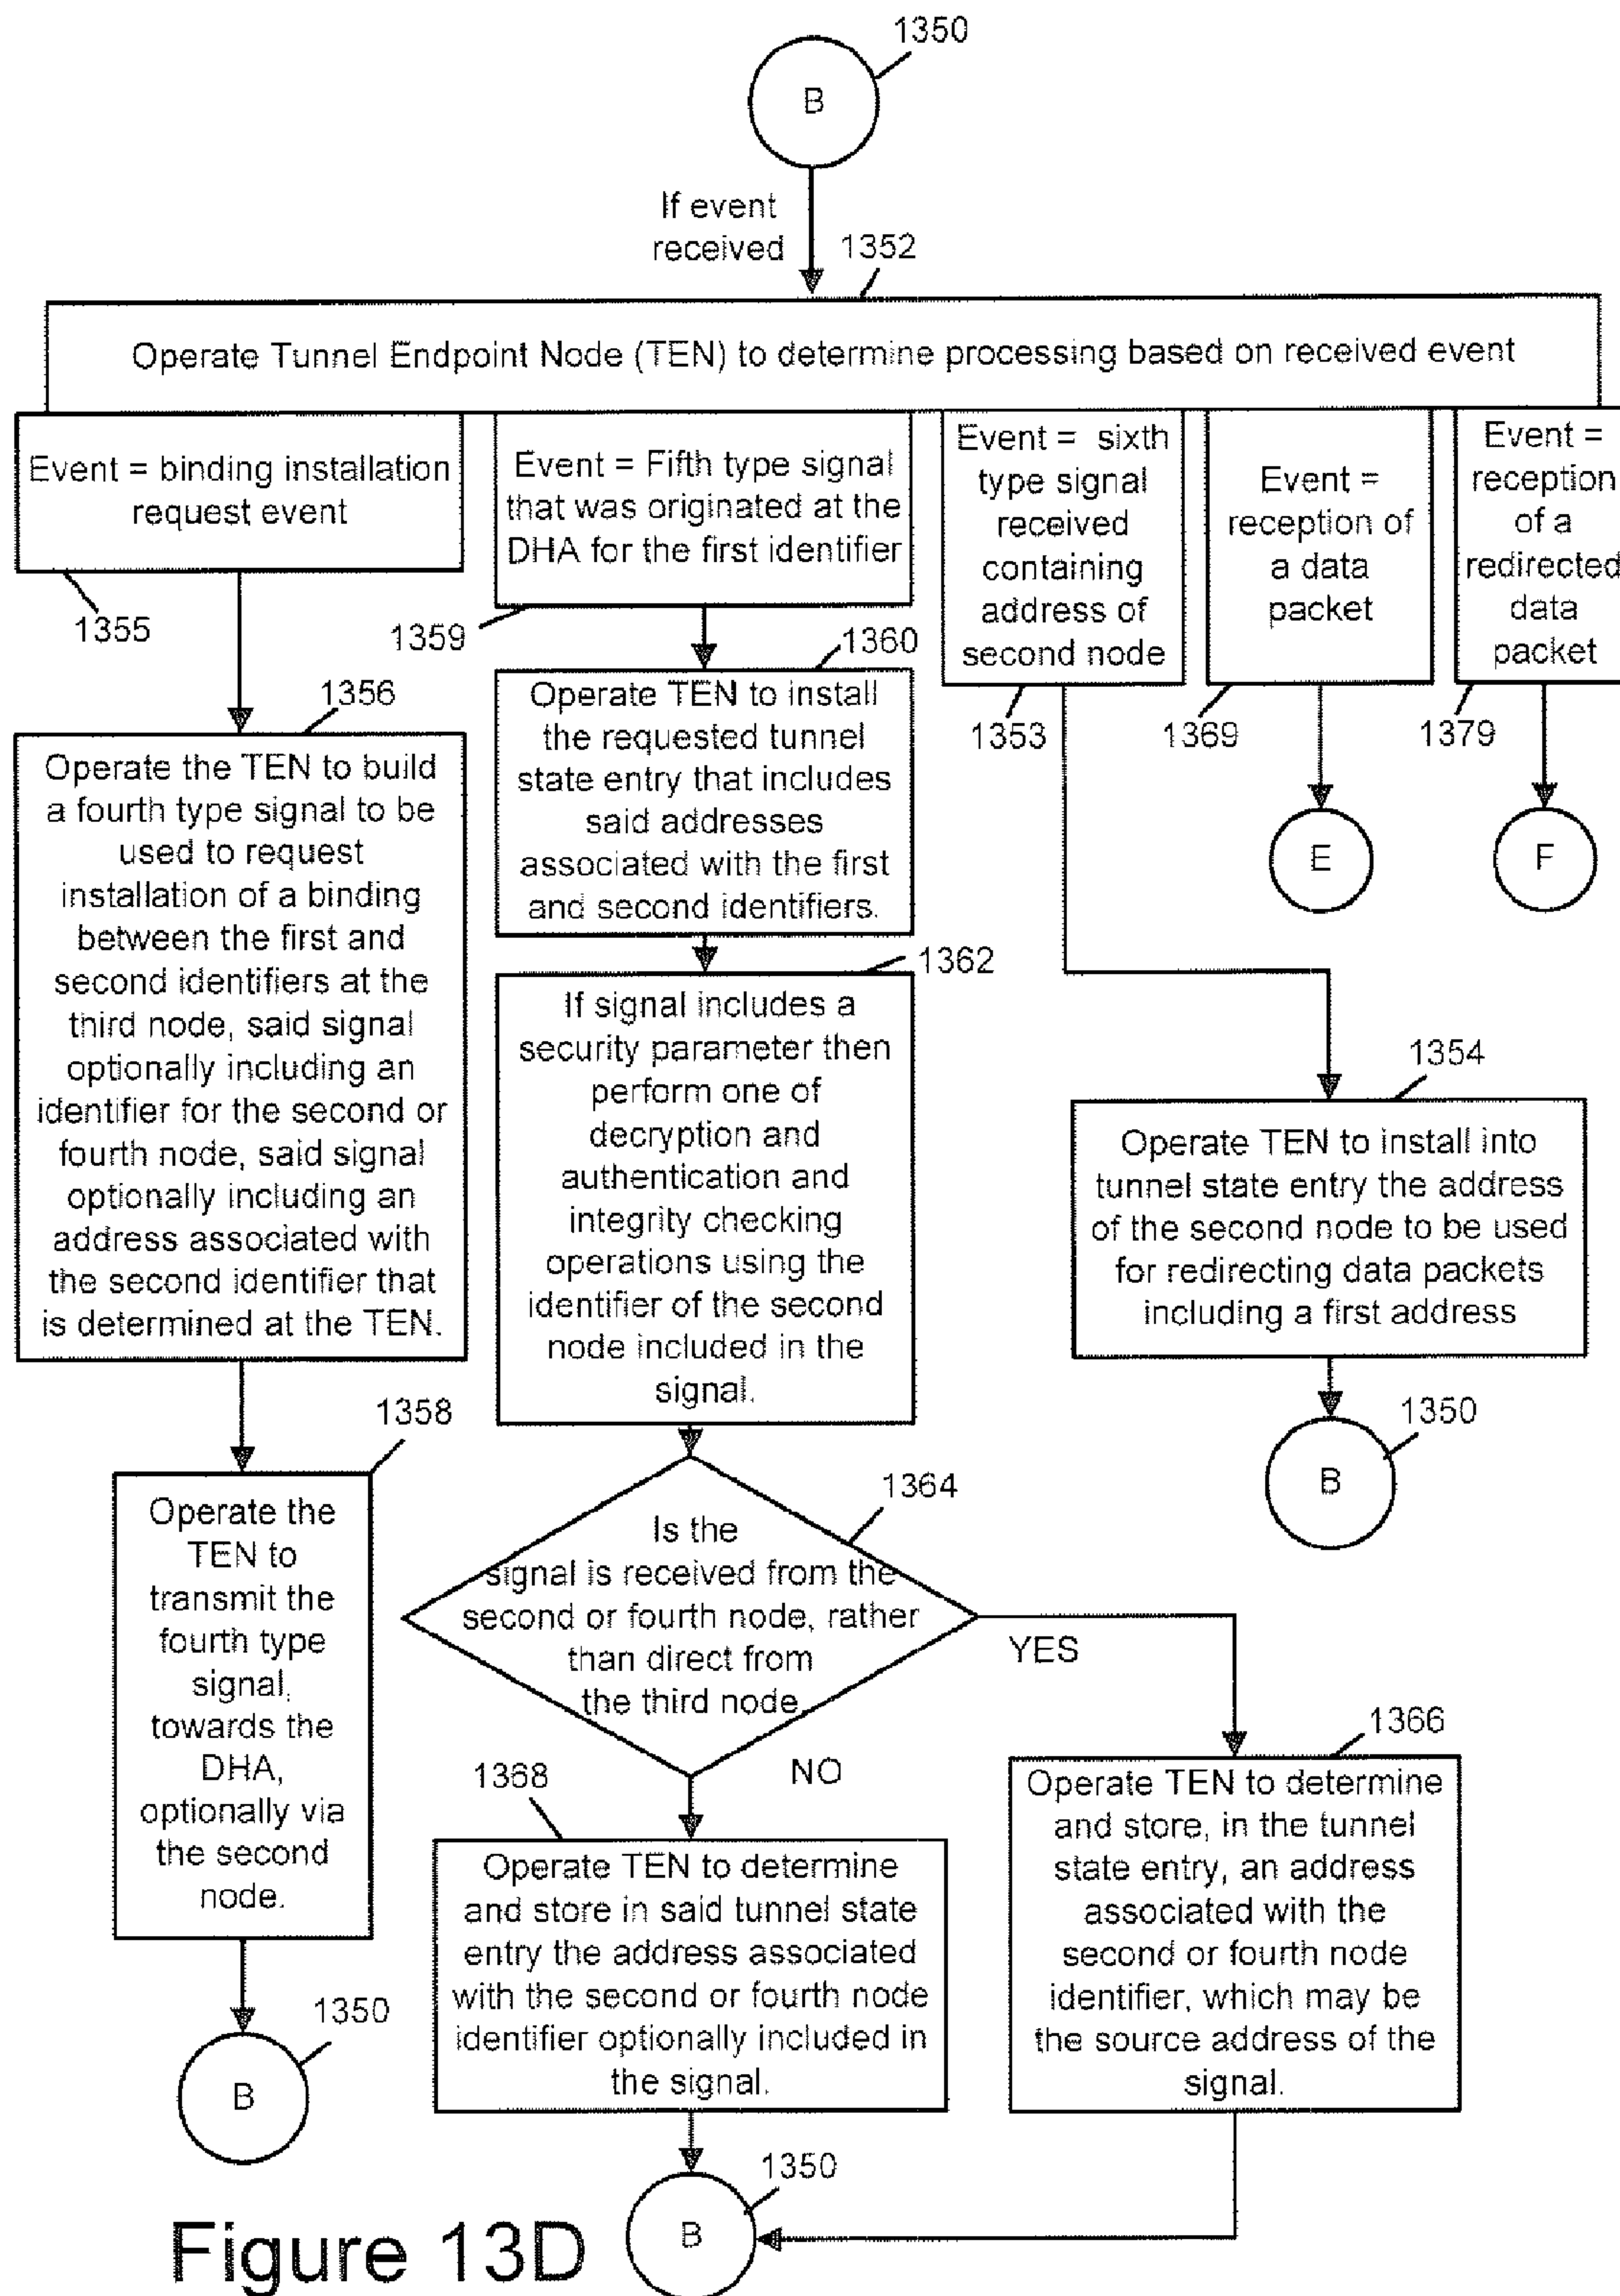 1350
B
If event
received
1352
Operate Tunnel Endpoint Node (TEN) to determine processing based on received event
Event = binding installation
request event
1355
Event = Fifth type signal
that was originated at the
DHA for the first identifier
1359
Event = sixth
type signal
received
containing
address of
second node
1353
Event =
reception of
a data
packet
1369
Event =
reception
of a
redirected
data
packet
1379
1356
Operate the TEN to build
a fourth type signal to be
used to request
installation of a binding
between the first and
second identifiers at the
third node, said signal
optionally including an
identifier for the second or
fourth node, said signal
optionally including an
address associated with
the second identifier that
is determined at the TEN.
1358
Operate the
TEN to
transmit the
fourth type
signal,
towards the
DHA,
optionally via
the second
node.
1350
B
1360
Operate TEN to install
the requested tunnel
state entry that includes
said addresses
associated with the first
and second identifiers.
1362
If signal includes a
security parameter then
perform one of
decryption and
authentication and
integrity checking
operations using the
identifier of the second
node included in the
signal.
1364
Is the
signal is received from the
second or fourth node, rather
than direct from
the third node
YES
NO
1368
Operate TEN to determine
and store in said tunnel state
entry the address associated
with the second or fourth node
identifier optionally included in
the signal.
1350
B
E
F
1354
Operate TEN to install into
tunnel state entry the address
of the second node to be used
for redirecting data packets
including a first address
1350
B
1366
Operate TEN to determine
and store, in the tunnel
state entry, an address
associated with the
second or fourth node
identifier, which may be
the source address of the
signal.
Figure 13D